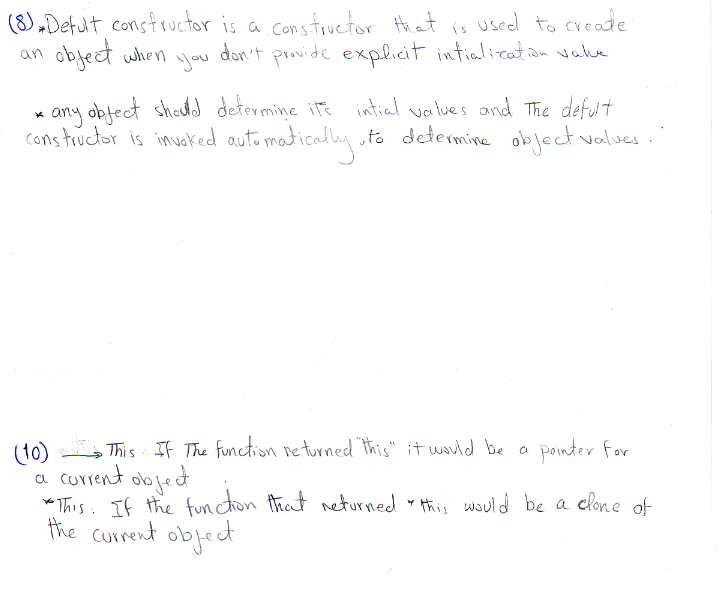 (8) *Defult constructor is a constructor that is used to create
an object when you don't provide explicit intialization value
* any object should determine its intial values and The defult
constructor is invoked automatically to determine object values.
(10) → This: If The function returned "this" it would be a pointer for
a current object
*This: If the function that returned *this would be a clone of
the current object